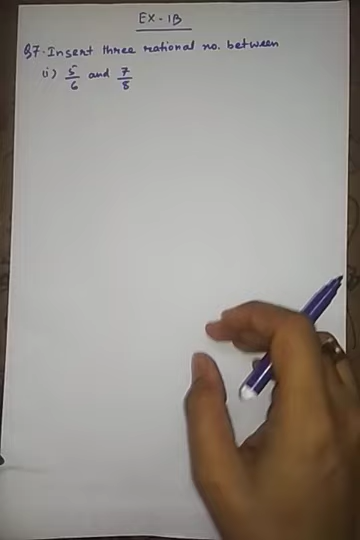 EX - 1B
Q7. Insert three rational no. between
(i) 5/6 and 7/8